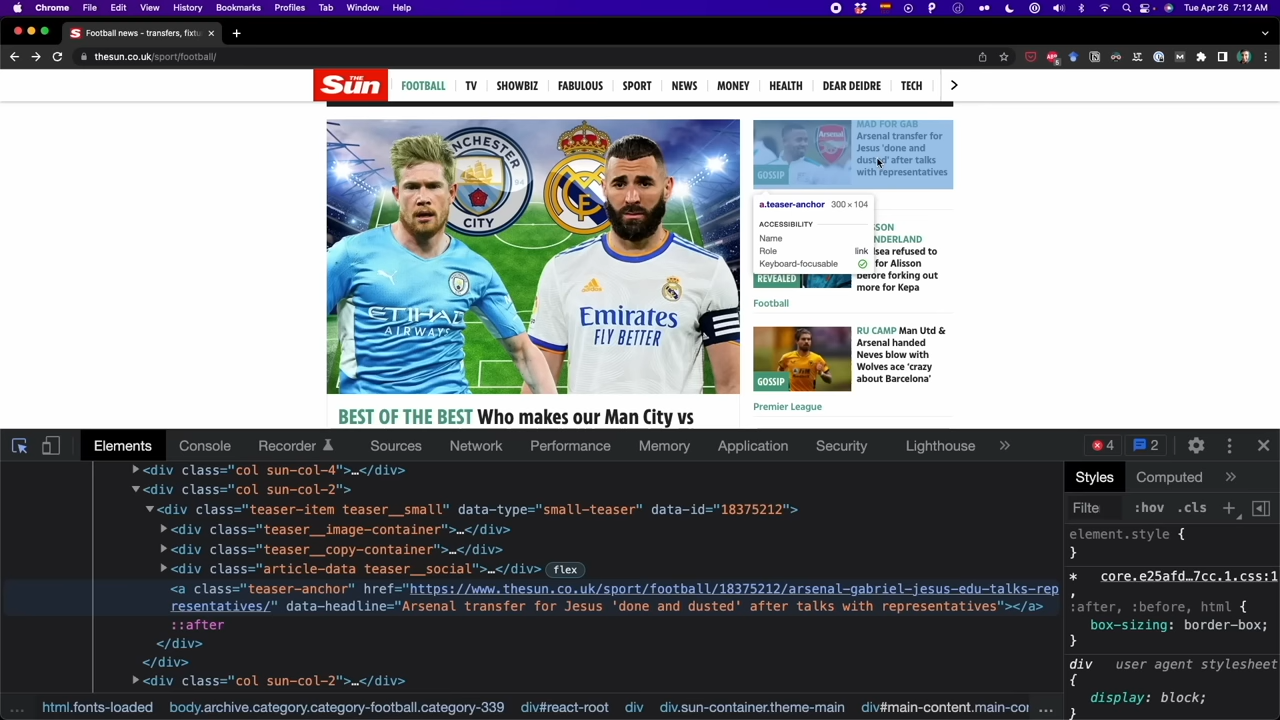 Chrome File Edit View History Bookmarks Profiles Tab Window Help Tue Apr 26 7:12 AM
Football news - transfers, fixtu
thesun.co.uk/sport/football/
THE Sun FOOTBALL TV SHOWBIZ FABULOUS SPORT NEWS MONEY HEALTH DEAR DEIDRE TECH
MAD FOR GAB
Arsenal transfer for
Jesus 'done and
dusted' after talks
with representatives
Arsenal
GOSSIP
MANCHESTER
CITY
94
ETIHAD
AIRWAYS
Emirates
FLY BETTER
a.teaser-anchor 300 × 104
ACCESSIBILITY
Name
Role link
Keyboard-focusable
before forking out
more for Kepa
REVEALED
Football
RU CAMP Man Utd &
Arsenal handed
Neves blow with
Wolves ace 'crazy
about Barcelona'
GOSSIP
Premier League
BEST OF THE BEST Who makes our Man City vs
Elements Console Recorder Sources Network Performance Memory Application Security Lighthouse » 4 2
<div class="col sun-col-4">…</div>
<div class="col sun-col-2">
<div class="teaser-item teaser__small" data-type="small-teaser" data-id="18375212">
<div class="teaser__image-container">…</div>
<div class="teaser__copy-container">…</div>
<div class="article-data teaser__social">…</div> flex
<a class="teaser-anchor" href="https://www.thesun.co.uk/sport/football/18375212/arsenal-gabriel-jesus-edu-talks-rep
resentatives/" data-headline="Arsenal transfer for Jesus 'done and dusted' after talks with representatives"></a>
::after
</div>
</div>
<div class="col sun-col-2">…</div>
... html.fonts-loaded body.archive.category.category-football.category-339 div#react-root div div.sun-container.theme-main div#main-content.main-cor ...
Styles Computed »
Filte :hov .cls +
element.style {
}
* core.e25afd…7cc.1.css:1
,
:after, :before, html {
box-sizing: border-box;
}
div user agent stylesheet
{
display: block;
}